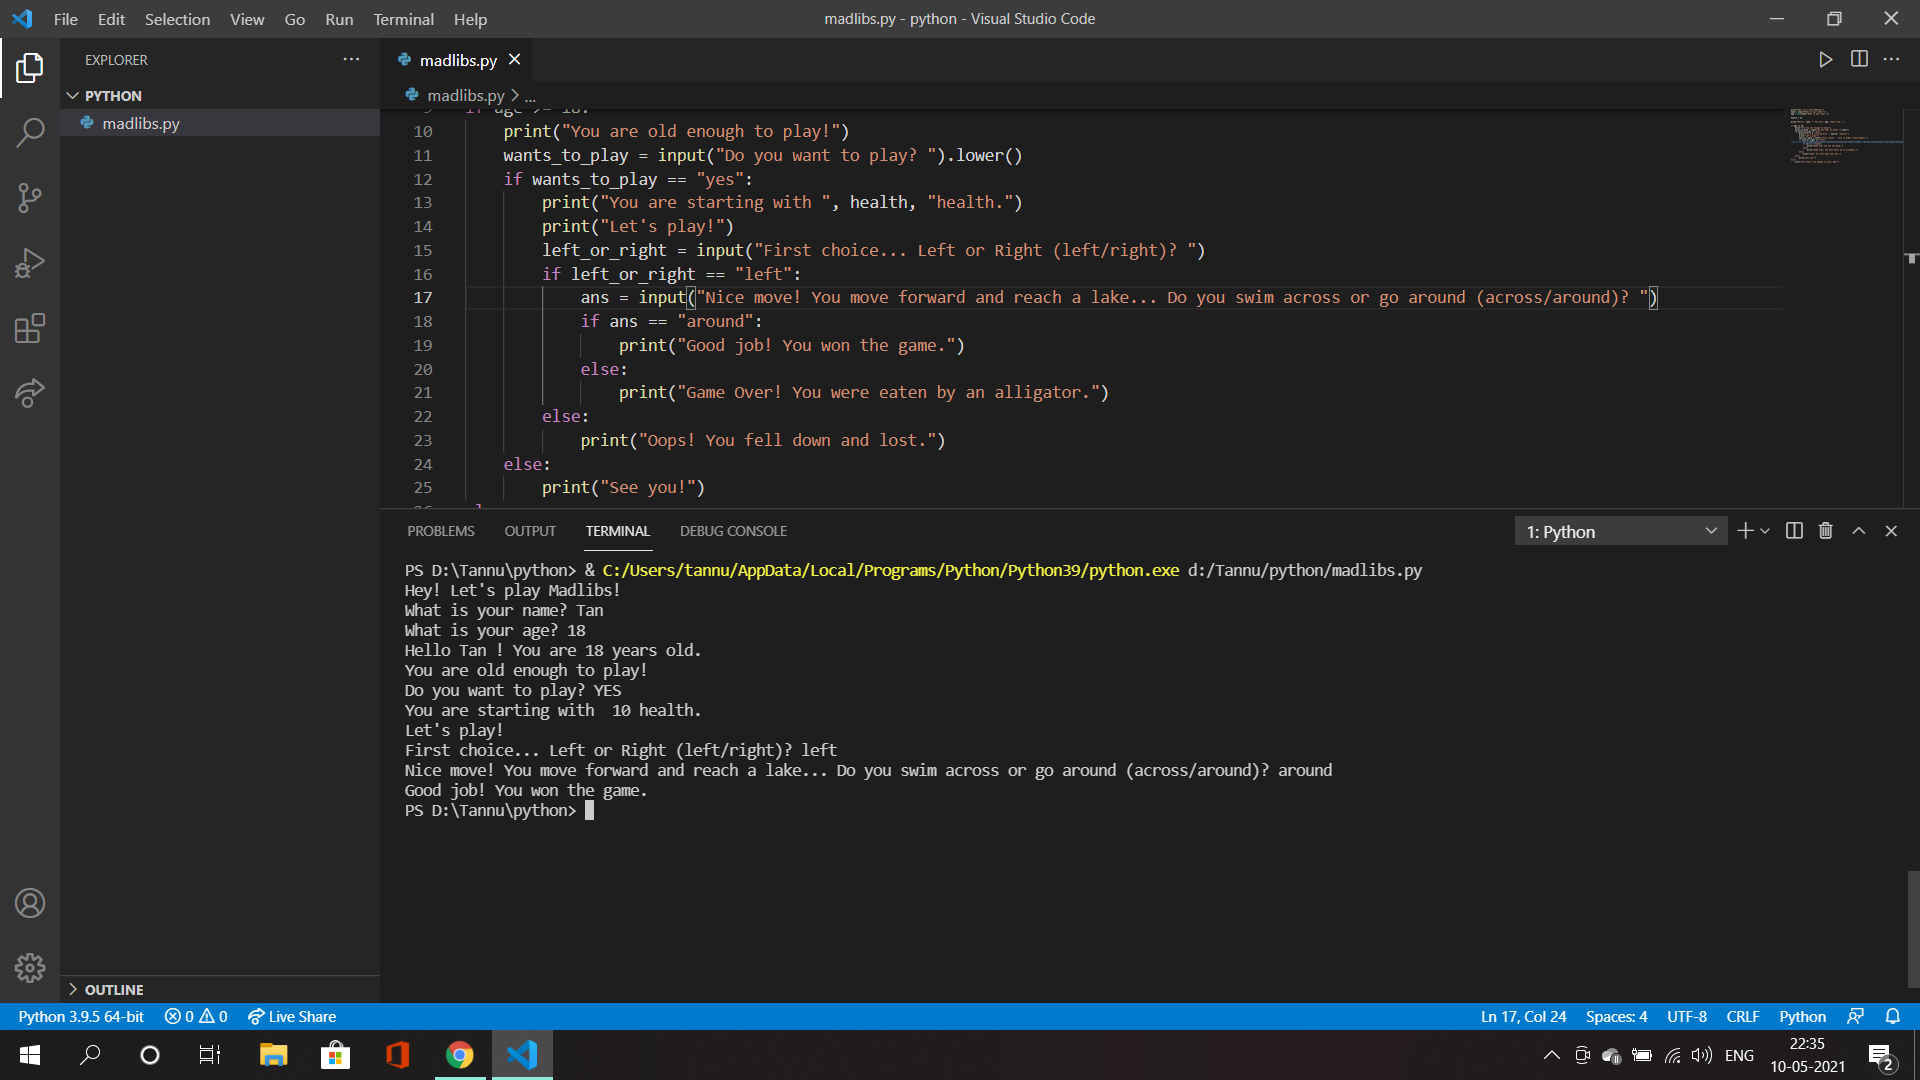 File Edit Selection View Go Run Terminal Help
madlibs.py - python - Visual Studio Code
EXPLORER
PYTHON
madlibs.py
OUTLINE
madlibs.py
madlibs.py > ...
9 if age >= 18:
10 print("You are old enough to play!")
11 wants_to_play = input("Do you want to play? ").lower()
12 if wants_to_play == "yes":
13 print("You are starting with ", health, "health.")
14 print("Let's play!")
15 left_or_right = input("First choice... Left or Right (left/right)? ")
16 if left_or_right == "left":
17 ans = input("Nice move! You move forward and reach a lake... Do you swim across or go around (across/around)? ")
18 if ans == "around":
19 print("Good job! You won the game.")
20 else:
21 print("Game Over! You were eaten by an alligator.")
22 else:
23 print("Oops! You fell down and lost.")
24 else:
25 print("See you!")
PROBLEMS OUTPUT TERMINAL DEBUG CONSOLE
1: Python
PS D:\Tannu\python> & C:/Users/tannu/AppData/Local/Programs/Python/Python39/python.exe d:/Tannu/python/madlibs.py
Hey! Let's play Madlibs!
What is your name? Tan
What is your age? 18
Hello Tan ! You are 18 years old.
You are old enough to play!
Do you want to play? YES
You are starting with  10 health.
Let's play!
First choice... Left or Right (left/right)? left
Nice move! You move forward and reach a lake... Do you swim across or go around (across/around)? around
Good job! You won the game.
PS D:\Tannu\python>
Python 3.9.5 64-bit 0 0 Live Share
Ln 17, Col 24 Spaces: 4 UTF-8 CRLF Python
ENG
22:35
10-05-2021
2